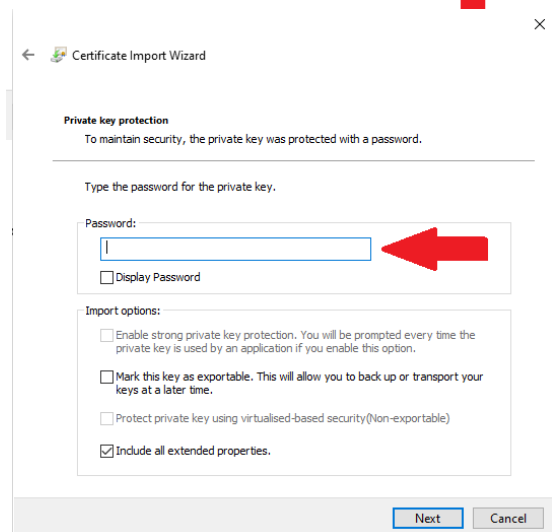 Certificate Import Wizard
Private key protection
To maintain security, the private key was protected with a password.
Type the password for the private key.
Password:
Display Password
Import options:
Enable strong private key protection. You will be prompted every time the
private key is used by an application if you enable this option.
Mark this key as exportable. This will allow you to back up or transport your
keys at a later time.
Protect private key using virtualised-based security(Non-exportable)
Include all extended properties.
Next Cancel